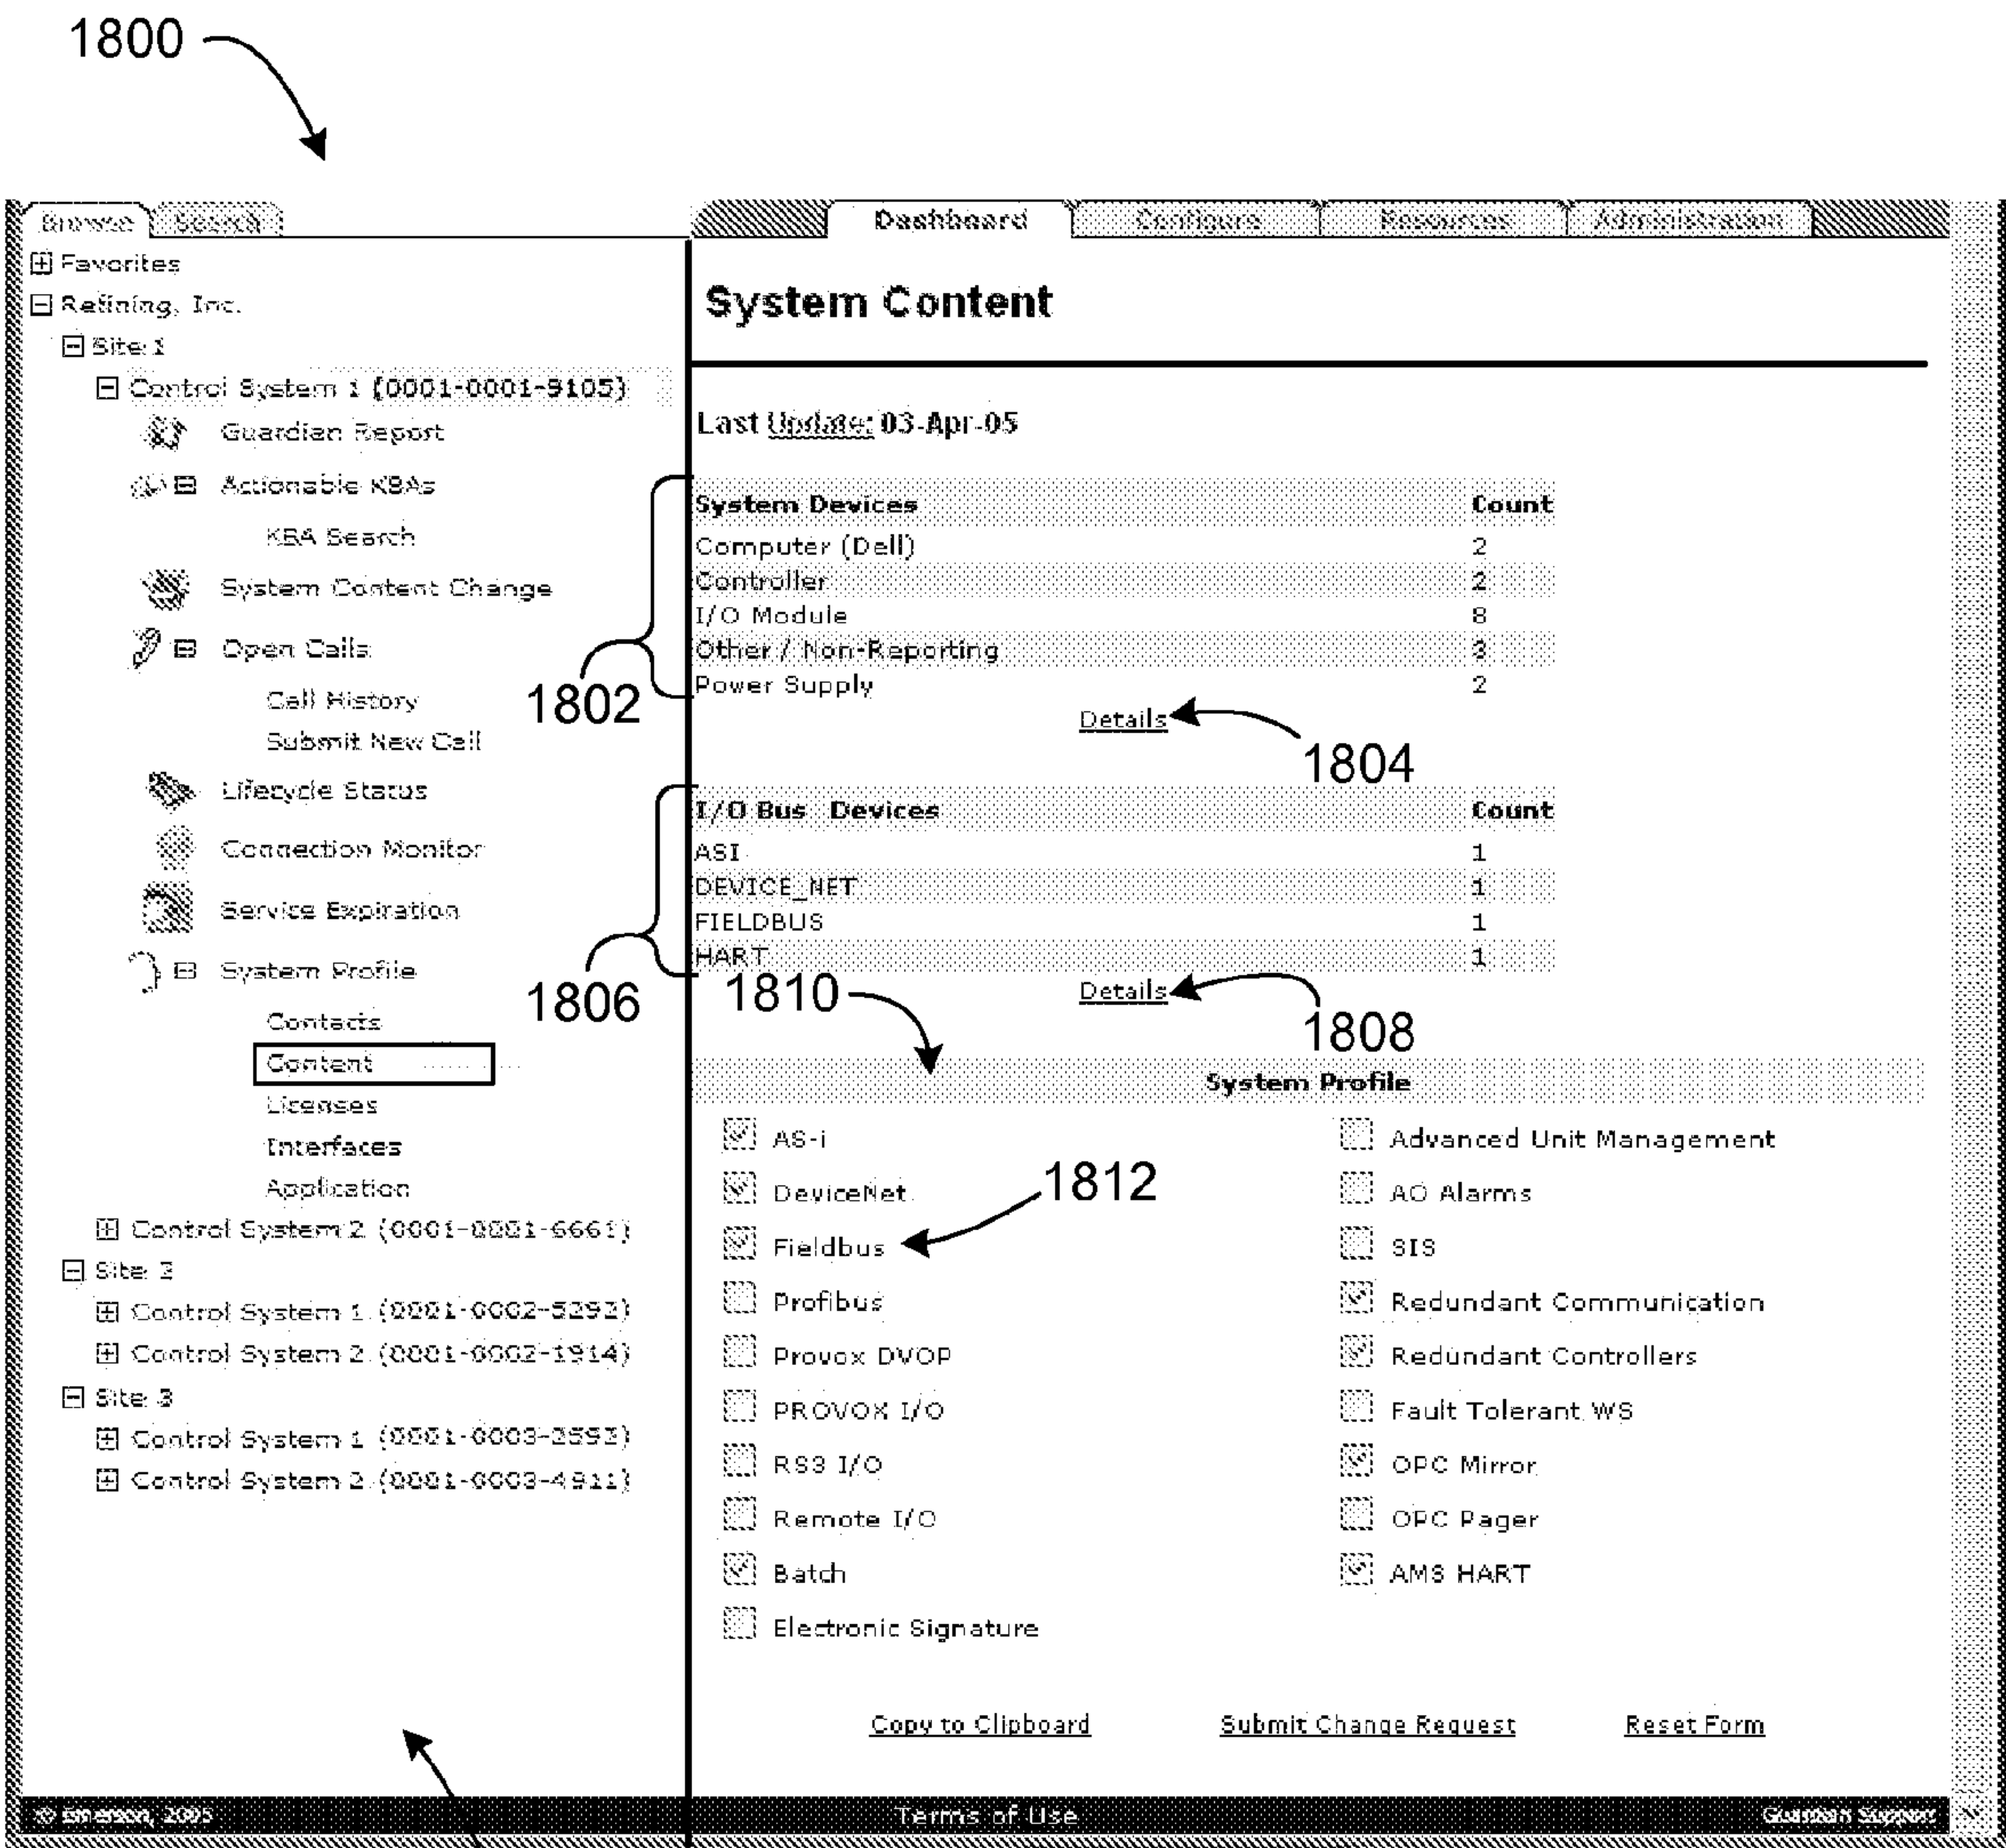 1800
Browse Search
Dashboard Configure Resources Administration
Favorites
Refining, Inc.
Site 1
Control System 1 (0001-0001-9105)
Guardian Report
Actionable KBAs
KBA Search
System Content Change
Open Calls
Call History
Submit New Call
Lifecycle Status
Connection Monitor
Service Expiration
System Profile
Contacts
Content
Licenses
Interfaces
Application
Control System 2 (0001-0001-6661)
Site 2
Control System 1 (0001-0002-5292)
Control System 2 (0001-0002-1914)
Site 3
Control System 1 (0001-0003-2592)
Control System 2 (0001-0003-4911)
System Content
Last Update: 03-Apr-05
1802
System Devices Count
Computer (Dell) 2
Controller 2
I/O Module 8
Other / Non-Reporting 3
Power Supply 2
Details
1804
1806
I/O Bus Devices Count
ASI 1
DEVICE_NET 1
FIELDBUS 1
HART 1
Details
1808
1810
System Profile
AS-i Advanced Unit Management
DeviceNet AO Alarms
1812
Fieldbus SIS
Profibus Redundant Communication
Provox DVOP Redundant Controllers
PROVOX I/O Fault Tolerant WS
RS3 I/O OPC Mirror
Remote I/O OPC Pager
Batch AMS HART
Electronic Signature
Copy to Clipboard Submit Change Request Reset Form
© Emerson, 2005 Terms of Use Guardian Support